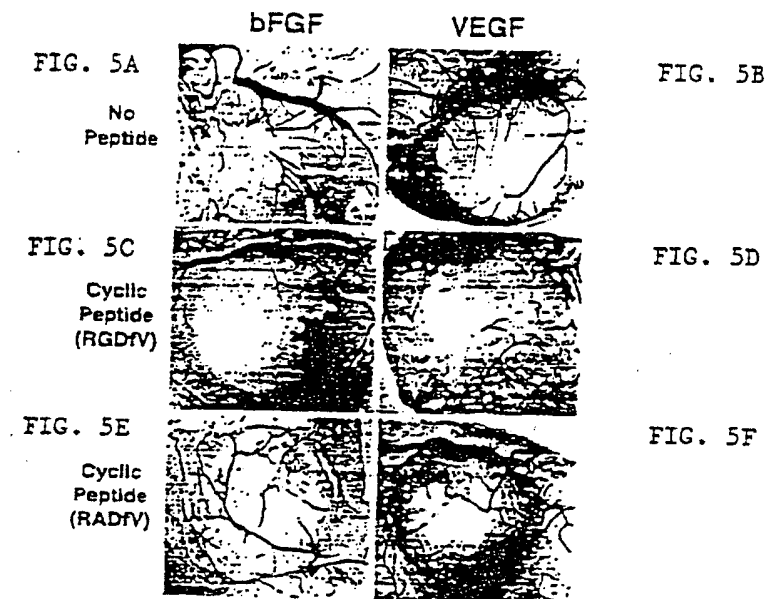 bFGF VEGF
FIG. 5A
FIG. 5B
No
Peptide
FIG. 5C
FIG. 5D
Cyclic
Peptide
(RGDfV)
FIG. 5E
FIG. 5F
Cyclic
Peptide
(RADfV)